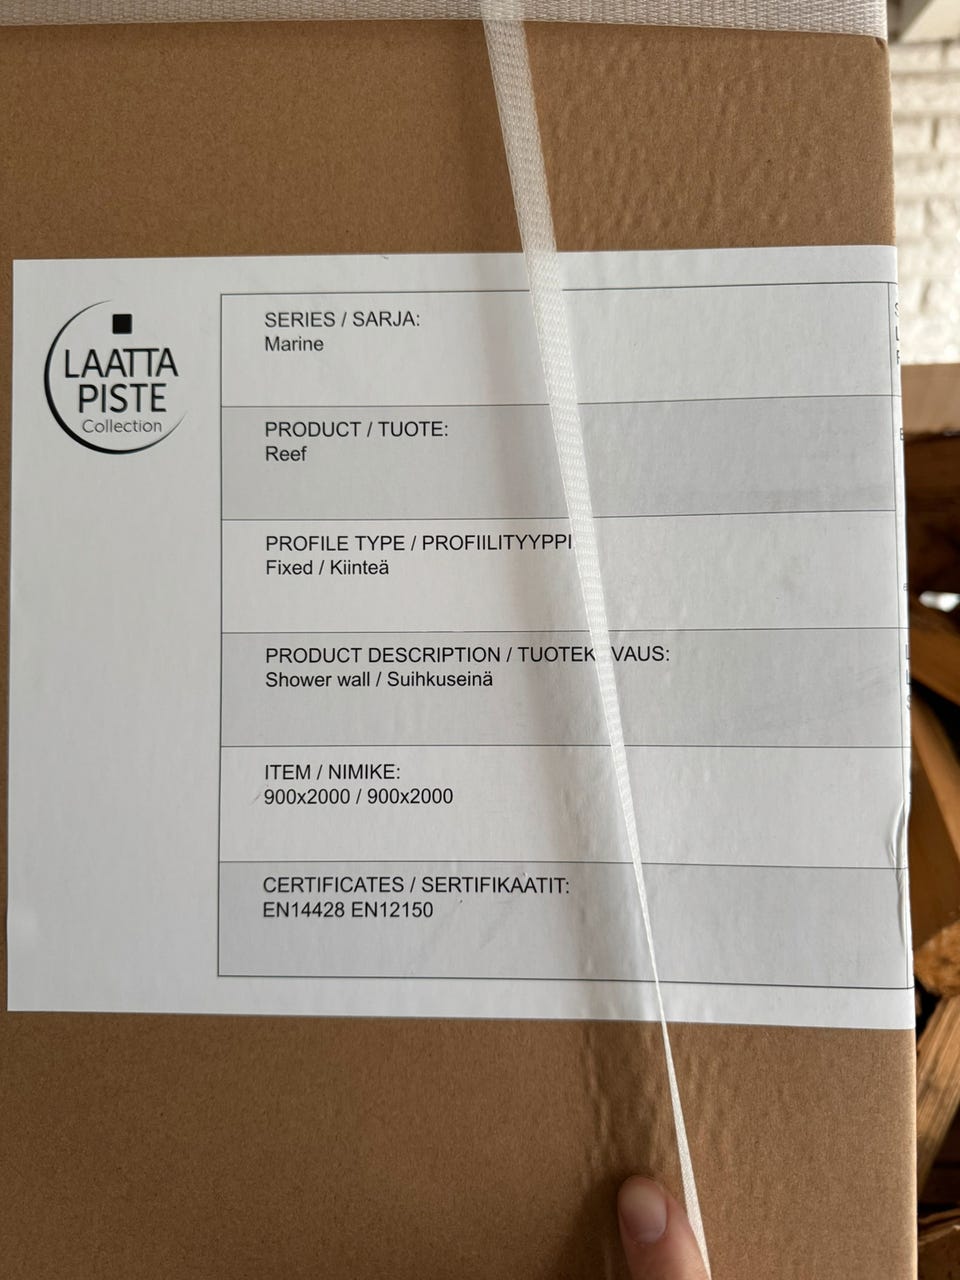 LAATTA
PISTE
Collection
SERIES / SARJA:
Marine
PRODUCT / TUOTE:
Reef
PROFILE TYPE / PROFIILITYYPPI
Fixed / Kiinteä
PRODUCT DESCRIPTION / TUOTEK VAUS:
Shower wall / Suihkuseinä
ITEM / NIMIKE:
900x2000 / 900x2000
CERTIFICATES / SERTIFIKAATIT:
EN14428 EN12150